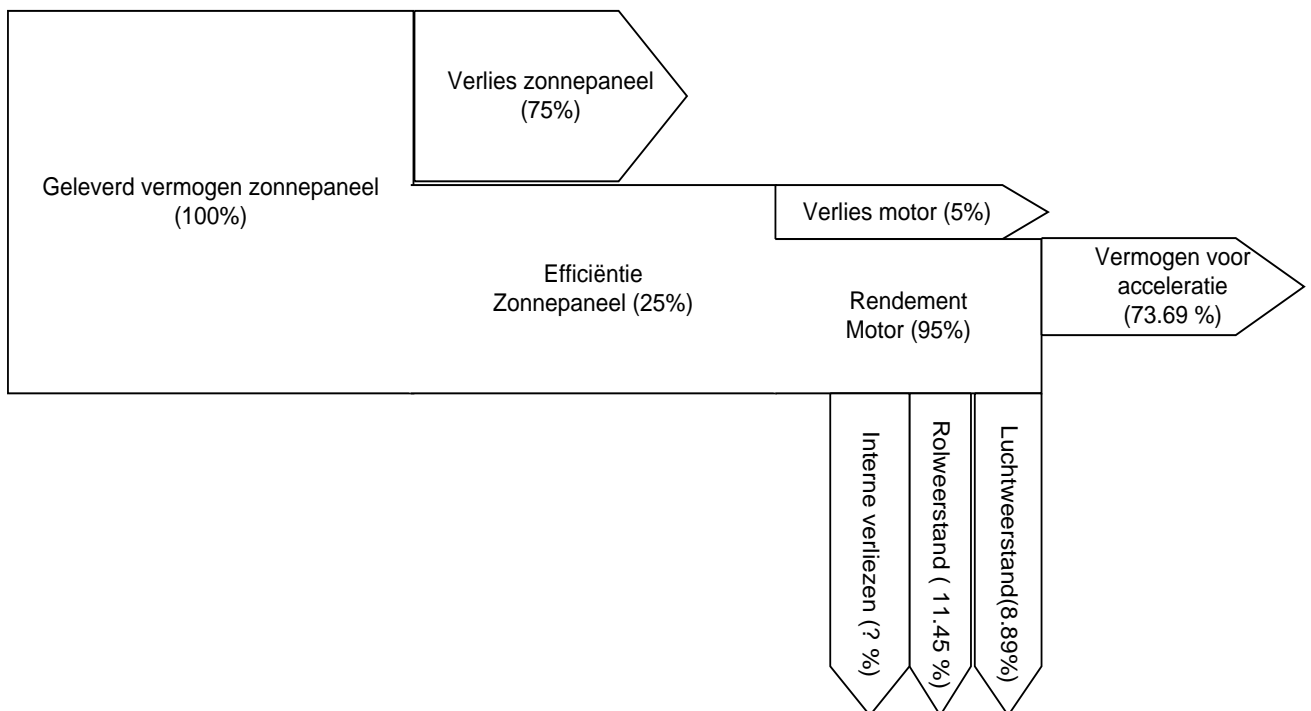 Verlies zonnepaneel
(75%)
Geleverd vermogen zonnepaneel
(100%)
Verlies motor (5%)
Efficiëntie
Zonnepaneel (25%)
Rendement
Motor (95%)
Vermogen voor
acceleratie
(73.69 %)
Interne verliezen (? %)
Rolweerstand ( 11.45 %)
Luchtweerstand(8.89%)